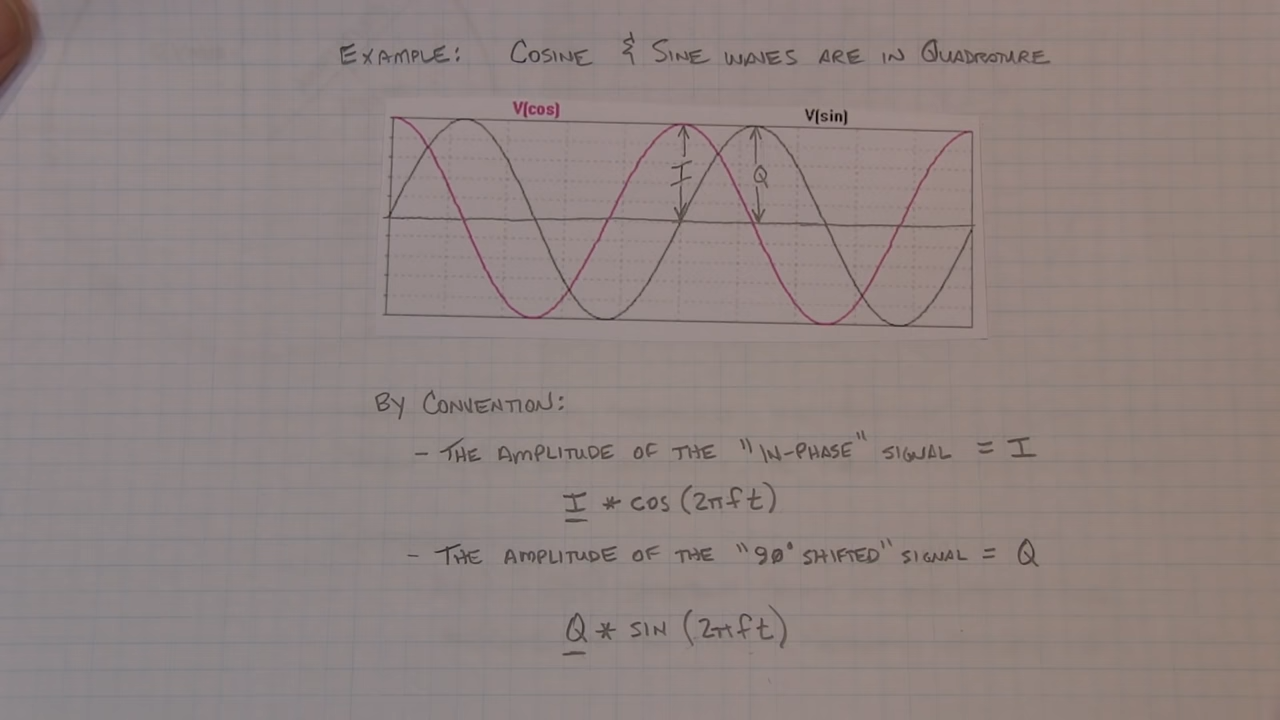 EXAMPLE: COSINE & SINE WAVES ARE IN QUADRATURE
V(cos) V(sin)
I Q
BY CONVENTION:
- THE AMPLITUDE OF THE "IN-PHASE" SIGNAL = I
I * COS (2πft)
- THE AMPLITUDE OF THE "90° SHIFTED" SIGNAL = Q
Q * SIN (2πft)